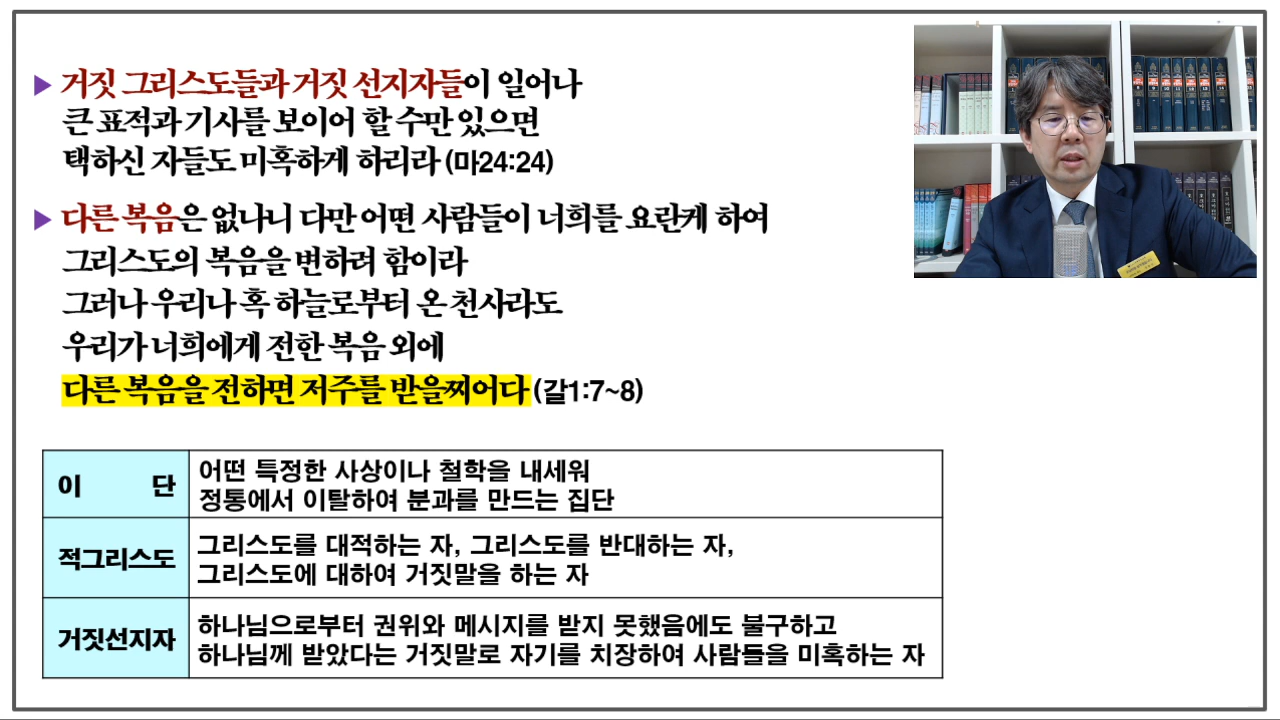 ▶ 거짓 그리스도들과 거짓 선지자들이 일어나
큰 표적과 기사를 보이어 할 수만 있으면
택하신 자들도 미혹하게 하리라 (마24:24)
▶ 다른 복음은 없나니 다만 어떤 사람들이 너희를 요란케 하여
그리스도의 복음을 변하려 함이라
그러나 우리나 혹 하늘로부터 온 천사라도
우리가 너희에게 전한 복음 외에
다른 복음을 전하면 저주를 받을찌어다 (갈1:7~8)
이 단
어떤 특정한 사상이나 철학을 내세워
정통에서 이탈하여 분과를 만드는 집단
적그리스도
그리스도를 대적하는 자, 그리스도를 반대하는 자,
그리스도에 대하여 거짓말을 하는 자
거짓선지자
하나님으로부터 권위와 메시지를 받지 못했음에도 불구하고
하나님께 받았다는 거짓말로 자기를 치장하여 사람들을 미혹하는 자